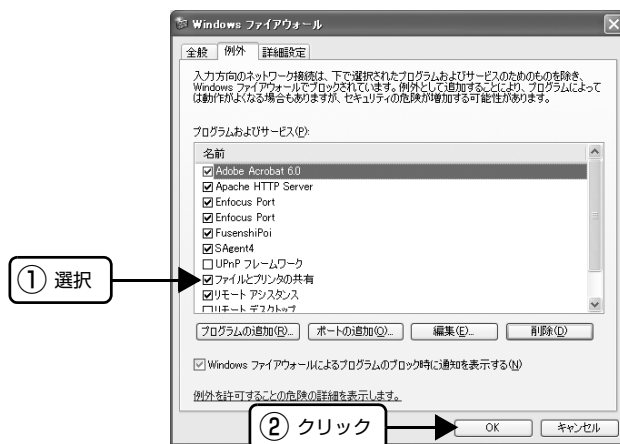 Windows ファイアウォール
全般 例外 詳細設定
入力方向のネットワーク接続は、下で選択されたプログラムおよびサービスのためのものを除き、
Windows ファイアウォールでブロックされています。例外として追加することにより、プログラムによって
は動作がよくなる場合もありますが、セキュリティの危険が増加する可能性があります。
プログラムおよびサービス(P):
名前
Adobe Acrobat 6.0
Apache HTTP Server
Enfocus Port
Enfocus Port
FusenshiPoi
SAgent4
UPnP フレームワーク
① 選択
ファイルとプリンタの共有
リモート アシスタンス
リモート デスクトップ
プログラムの追加(R)... ポートの追加(O)... 編集(E)... 削除(D)
Windows ファイアウォールによるプログラムのブロック時に通知を表示する(N)
例外を許可することの危険の詳細を表示します。
② クリック
OK キャンセル